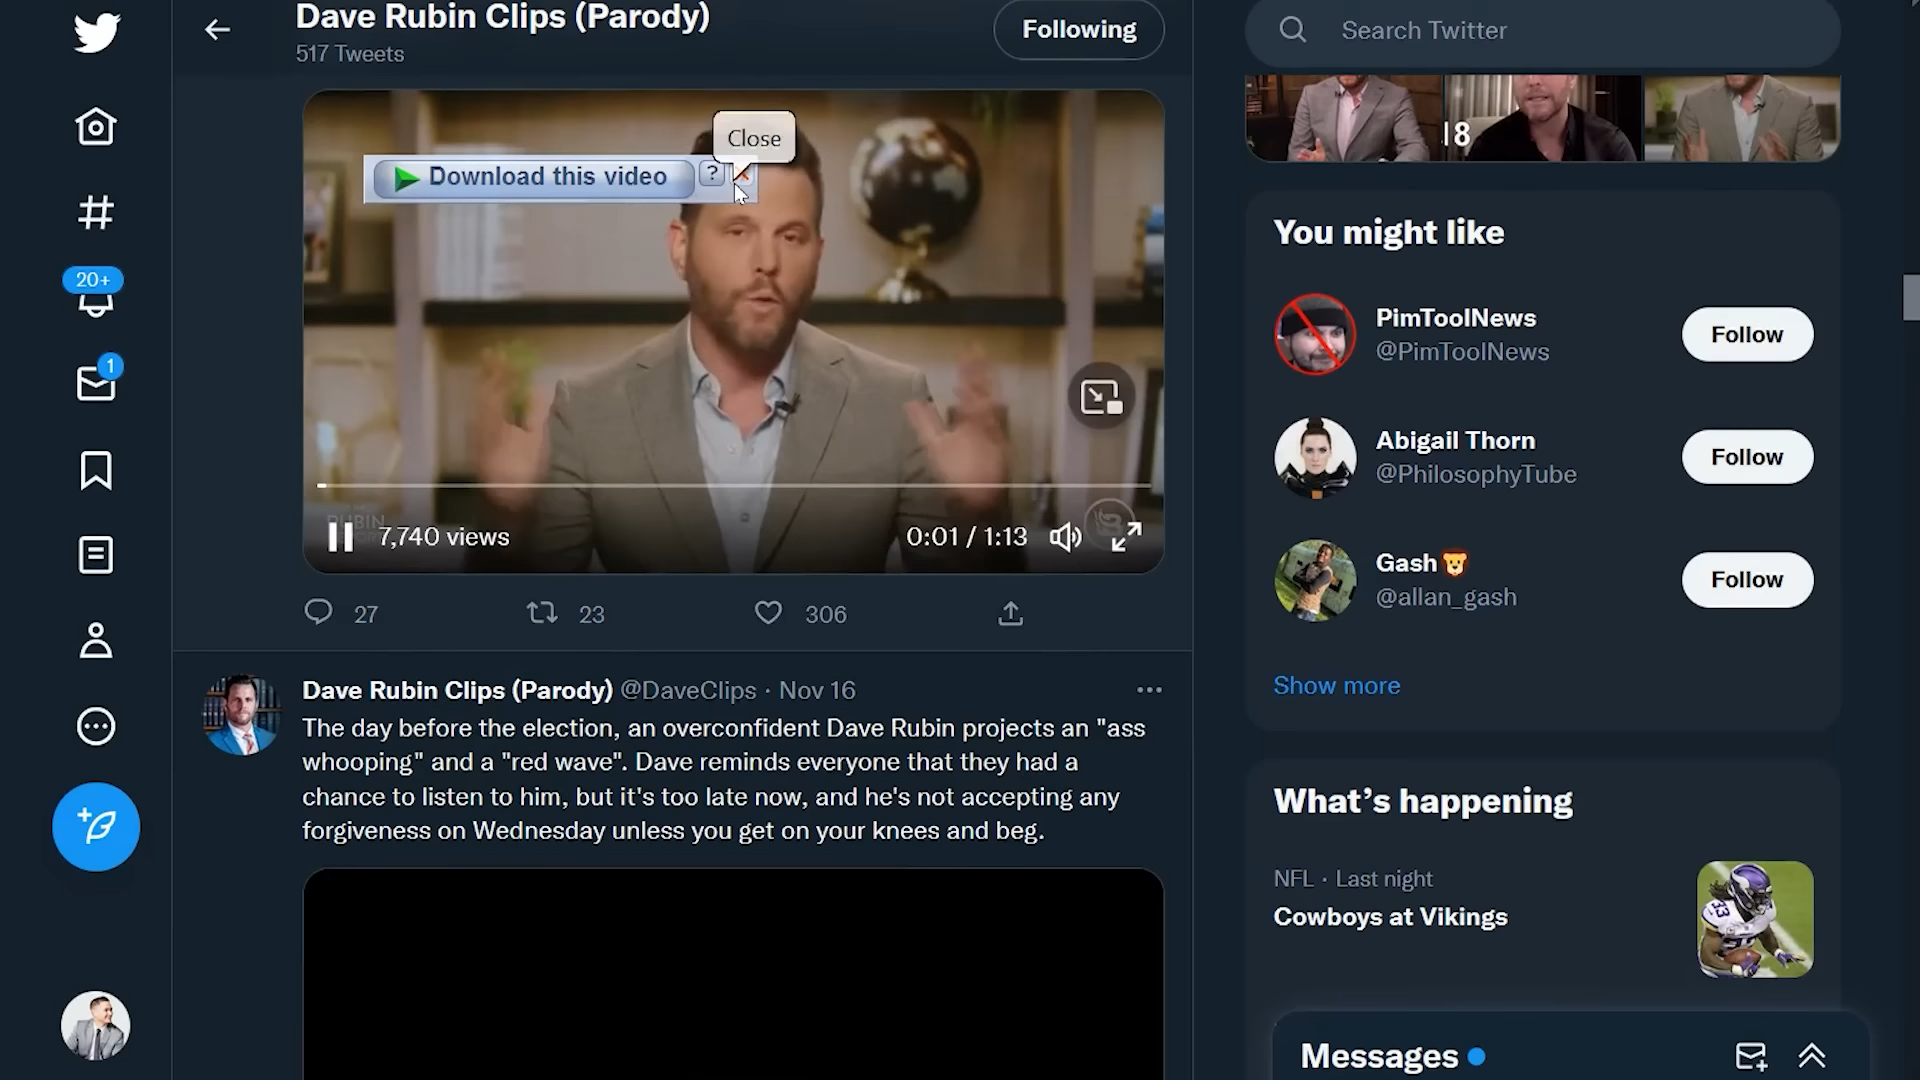 Dave Rubin Clips (Parody)
517 Tweets
Following
Search Twitter
Close
Download this video
?
18
20+
1
RUBIN
7,740 views
0:01 / 1:13
27
23
306
Dave Rubin Clips (Parody) @DaveClips · Nov 16
The day before the election, an overconfident Dave Rubin projects an "ass
whooping" and a "red wave". Dave reminds everyone that they had a
chance to listen to him, but it's too late now, and he's not accepting any
forgiveness on Wednesday unless you get on your knees and beg.
You might like
PimToolNews
@PimToolNews
Follow
Abigail Thorn
@PhilosophyTube
Follow
Gash🦁
@allan_gash
Follow
Show more
What's happening
NFL · Last night
Cowboys at Vikings
33
Messages